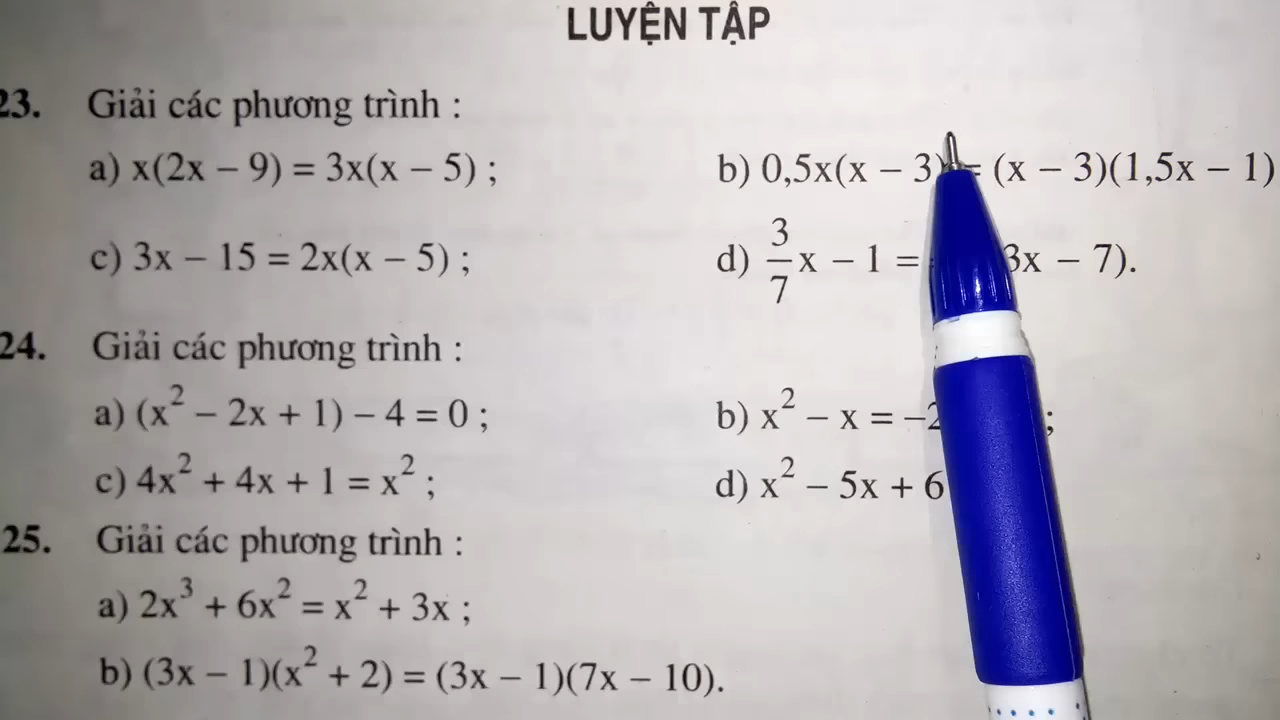 LUYỆN TẬP
23. Giải các phương trình :
a) x(2x – 9) = 3x(x – 5) ; b) 0,5x(x – 3) = (x – 3)(1,5x – 1)
c) 3x – 15 = 2x(x – 5) ; d) 3/7 x – 1 = 3x – 7).
24. Giải các phương trình :
a) (x² – 2x + 1) – 4 = 0 ; b) x² – x = –2 ;
c) 4x² + 4x + 1 = x² ; d) x² – 5x + 6
25. Giải các phương trình :
a) 2x³ + 6x² = x² + 3x ;
b) (3x – 1)(x² + 2) = (3x – 1)(7x – 10).